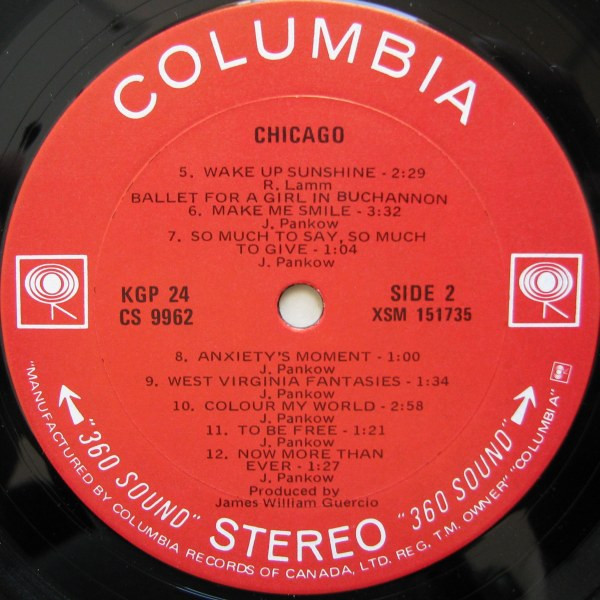 COLUMBIA
CHICAGO
5. WAKE UP SUNSHINE - 2:29
R. Lamm
BALLET FOR A GIRL IN BUCHANNON
6. MAKE ME SMILE - 3:32
J. Pankow
7. SO MUCH TO SAY, SO MUCH
TO GIVE - 1:04
J. Pankow
KGP 24
CS 9962
SIDE 2
XSM 151735
8. ANXIETY'S MOMENT - 1:00
J. Pankow
9. WEST VIRGINIA FANTASIES - 1:34
J. Pankow
10. COLOUR MY WORLD - 2:58
J. Pankow
11. TO BE FREE - 1:21
J. Pankow
12. NOW MORE THAN
EVER - 1:27
J. Pankow
Produced by
James William Guercio
"360 SOUND" STEREO "360 SOUND"
"MANUFACTURED BY COLUMBIA RECORDS OF CANADA, LTD. REG. T.M. OWNER" "COLUMBIA"